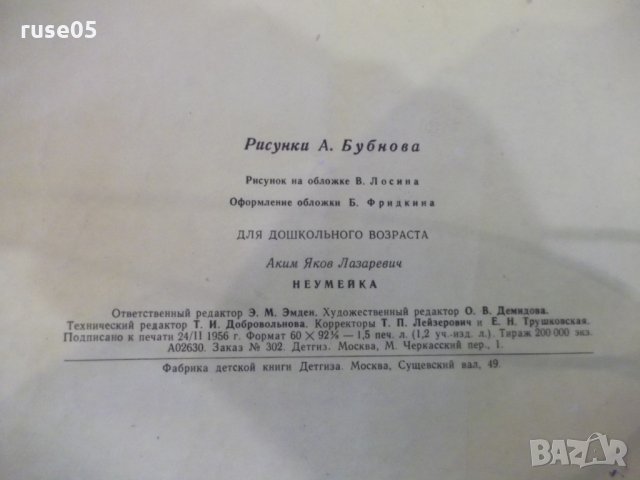 ruse05
Рисунки А. Бубнова
Рисунок на обложке В. Лосина
Оформление обложки Б. Фридкина
ДЛЯ ДОШКОЛЬНОГО ВОЗРАСТА
Аким Яков Лазаревич
НЕУМЕЙКА
Ответственный редактор Э. М. Эмден. Художественный редактор О. В. Демидова.
Технический редактор Т. И. Добровольнова. Корректоры Т. П. Лейзерович и Е. Н. Трушковская.
Подписано к печати 24/II 1956 г. Формат 60 × 92⅛ — 1,5 печ. л. (1,2 уч.-изд. л.). Тираж 200 000 экз.
А02630. Заказ № 302. Детгиз. Москва, М. Черкасский пер., 1.
Фабрика детской книги Детгиза. Москва, Сущевский вал, 49.
BAZAR